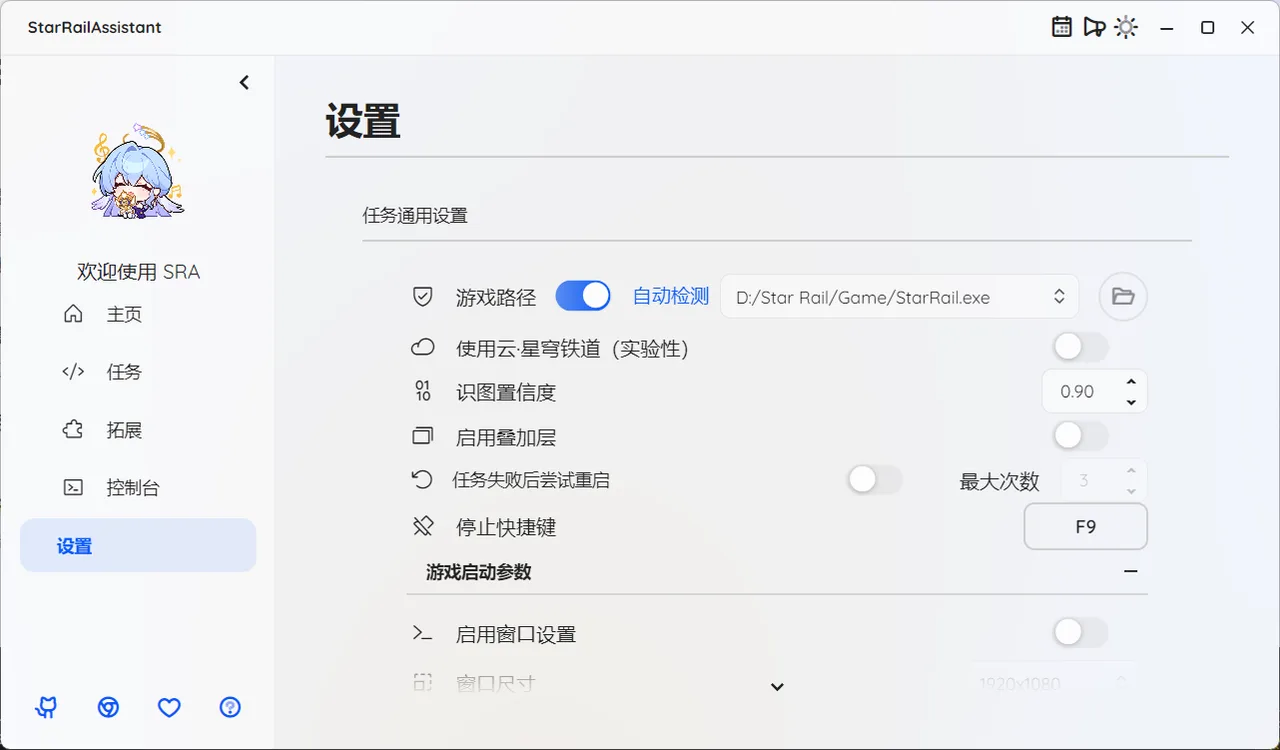 StarRailAssistant
欢迎使用 SRA
主页
任务
拓展
控制台
设置
设置
任务通用设置
游戏路径 自动检测 D:/Star Rail/Game/StarRail.exe
使用云·星穹铁道（实验性）
识图置信度 0.90
启用叠加层
任务失败后尝试重启 最大次数 3
停止快捷键 F9
游戏启动参数
启用窗口设置
窗口尺寸 1920x1080